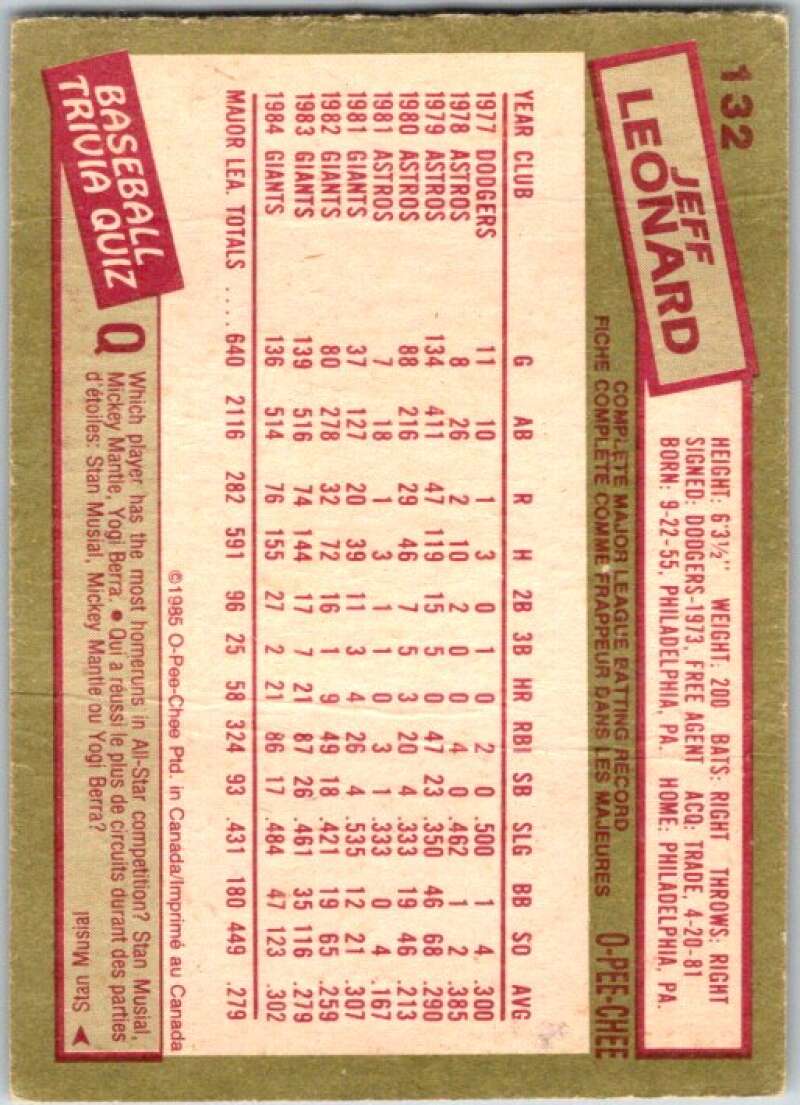 132
JEFF
LEONARD
HEIGHT: 6'3½" WEIGHT: 200 BATS: RIGHT THROWS: RIGHT
SIGNED: DODGERS-1973, FREE AGENT ACQ: TRADE, 4-20-81
BORN: 9-22-55, PHILADELPHIA, PA. HOME: PHILADELPHIA, PA.
COMPLETE MAJOR LEAGUE BATTING RECORD
FICHE COMPLÈTE COMME FRAPPEUR DANS LES MAJEURES
O-PEE-CHEE
YEAR CLUB G AB R H 2B 3B HR RBI SB SLG BB SO AVG
1977 DODGERS 11 10 1 3 0 1 0 2 0 .500 1 4 .300
1978 ASTROS 8 26 2 10 2 0 0 4 0 .462 1 2 .385
1979 ASTROS 134 411 47 119 15 5 0 47 23 .350 46 68 .290
1980 ASTROS 88 216 29 46 7 5 3 20 4 .333 19 46 .213
1981 ASTROS 7 18 1 3 1 1 0 3 1 .333 0 4 .167
1981 GIANTS 37 127 20 39 11 3 4 26 4 .535 12 21 .307
1982 GIANTS 80 278 32 72 16 1 9 49 18 .421 19 65 .259
1983 GIANTS 139 516 74 144 17 7 21 87 26 .461 35 116 .279
1984 GIANTS 136 514 76 155 27 2 21 86 17 .484 47 123 .302
MAJOR LEA. TOTALS .... 640 2116 282 591 96 25 58 324 93 .431 180 449 .279
©1985 O-Pee-Chee Ptd. in Canada/Imprimé au Canada
BASEBALL
TRIVIA QUIZ
Q
Which player has the most homeruns in All-Star competition? Stan Musial,
Mickey Mantle, Yogi Berra. ● Qui a réussi le plus de circuits durant des parties
d'étoiles: Stan Musial, Mickey Mantle ou Yogi Berra?
Stan Musial